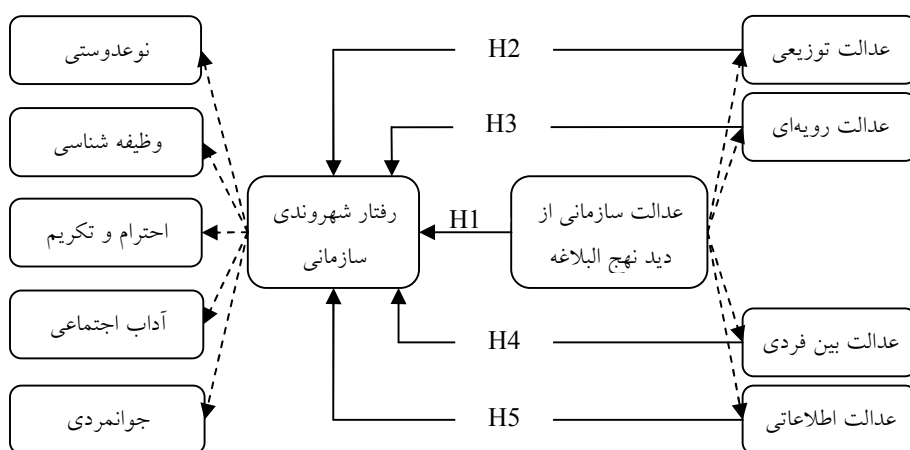 عدالت توزیعی
H2
نوعدوستی
عدالت رویه‌ای
H3
وظیفه شناسی
عدالت سازمانی از
دید نهج البلاغه
H1
رفتار شهروندی
سازمانی
احترام و تکریم
عدالت بین فردی
H4
آداب اجتماعی
عدالت اطلاعاتی
H5
جوانمردی